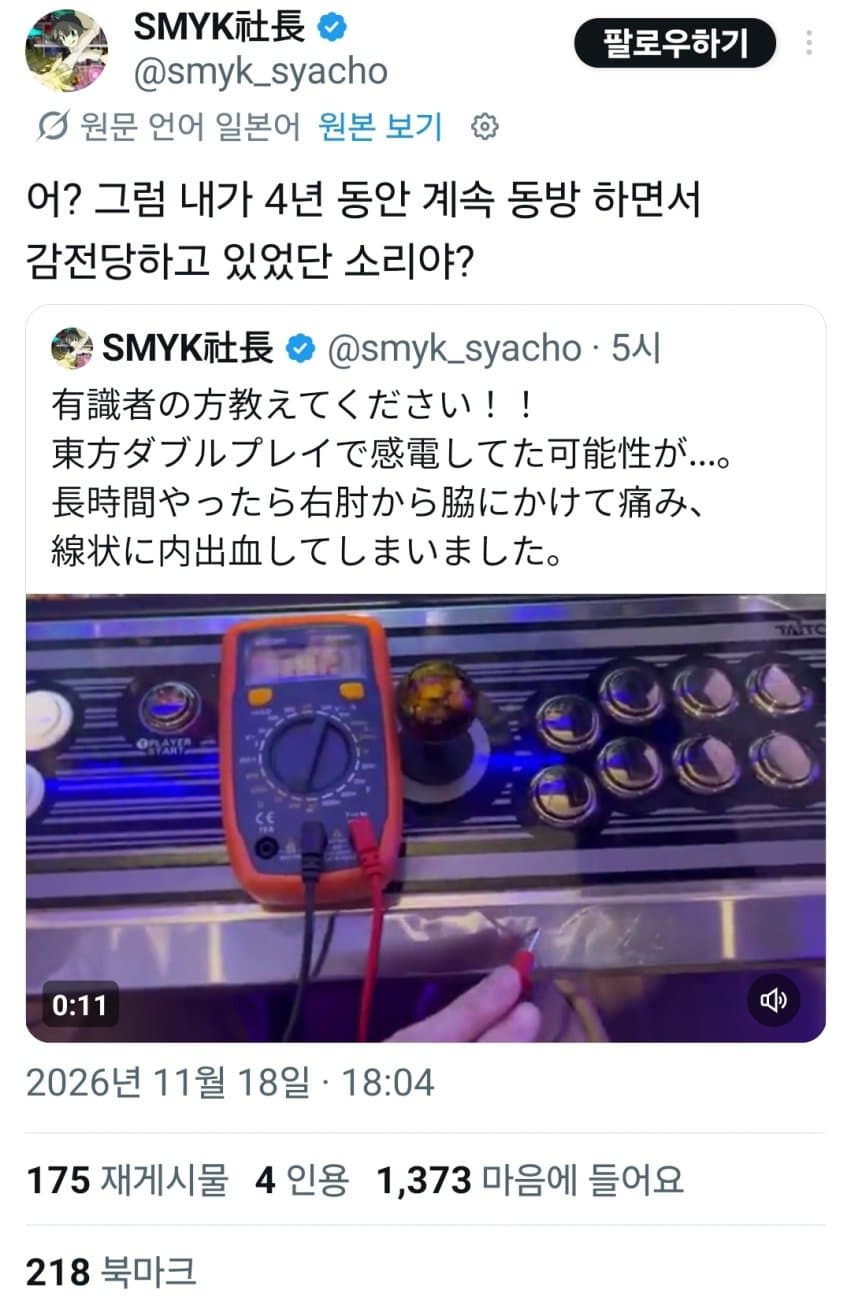 SMYK社長
팔로우하기
@smyk_syacho
원문 언어 일본어 원본 보기
어? 그럼 내가 4년 동안 계속 동방 하면서
감전당하고 있었단 소리야?
SMYK社長 @smyk_syacho · 5시
有識者の方教えてください！！
東方ダブルプレイで感電してた可能性が…。
長時間やったら右肘から脇にかけて痛み、
線状に内出血してしまいました。
TAITO
PLAYER
START
CE
0:11
2026년 11월 18일 · 18:04
175 재게시물 4 인용 1,373 마음에 들어요
218 북마크